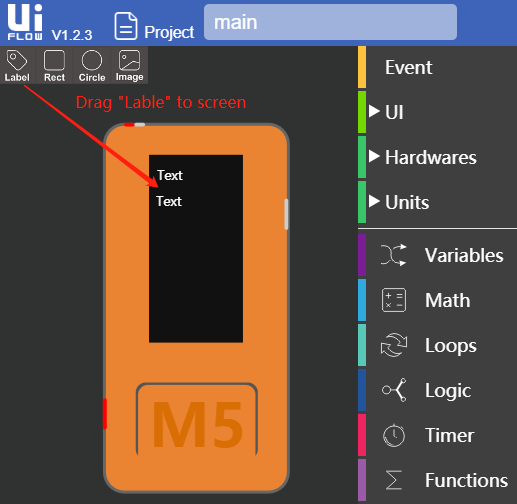 Ui
FLOW V1.2.3
Project
main
Label Rect Circle Image
Drag "Lable" to screen
Text
Text
M5
Event
UI
Hardwares
Units
Variables
Math
Loops
Logic
Timer
Functions